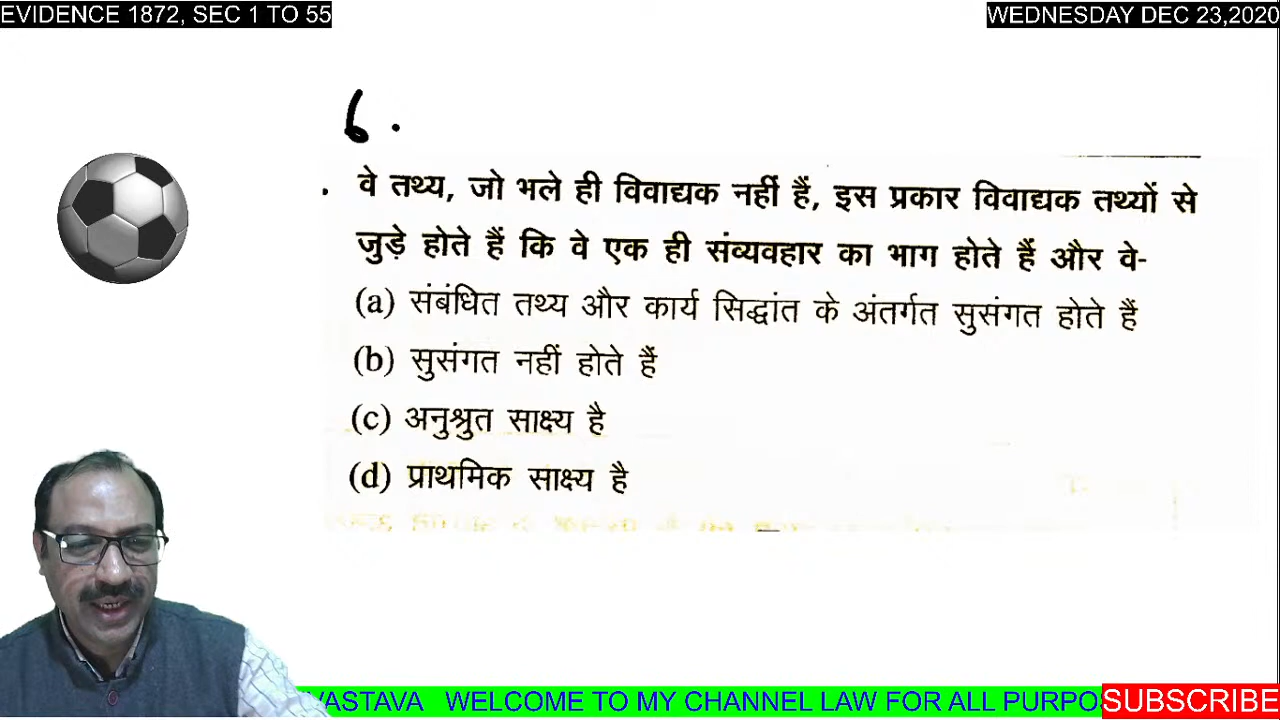 EVIDENCE 1872, SEC 1 TO 55
WEDNESDAY DEC 23,2020
6.
. वे तथ्य, जो भले ही विवाद्यक नहीं हैं, इस प्रकार विवाद्यक तथ्यों से
जुड़े होते हैं कि वे एक ही संव्यवहार का भाग होते हैं और वे-
(a) संबंधित तथ्य और कार्य सिद्धांत के अंतर्गत सुसंगत होते हैं
(b) सुसंगत नहीं होते हैं
(c) अनुश्रुत साक्ष्य है
(d) प्राथमिक साक्ष्य है
VASTAVA WELCOME TO MY CHANNEL LAW FOR ALL PURPO
SUBSCRIBE